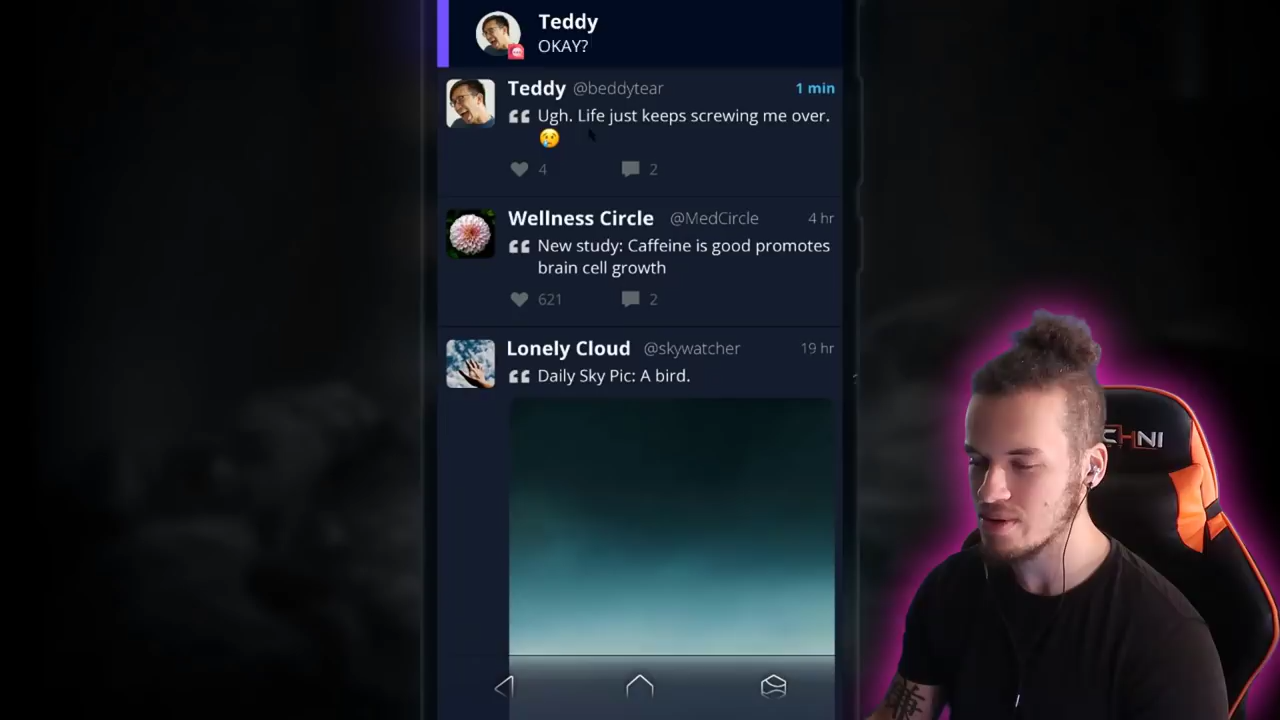 Teddy
OKAY?
Teddy @beddytear 1 min
Ugh. Life just keeps screwing me over.
😢
4 2
Wellness Circle @MedCircle 4 hr
New study: Caffeine is good promotes
brain cell growth
621 2
Lonely Cloud @skywatcher 19 hr
Daily Sky Pic: A bird.
CHNI